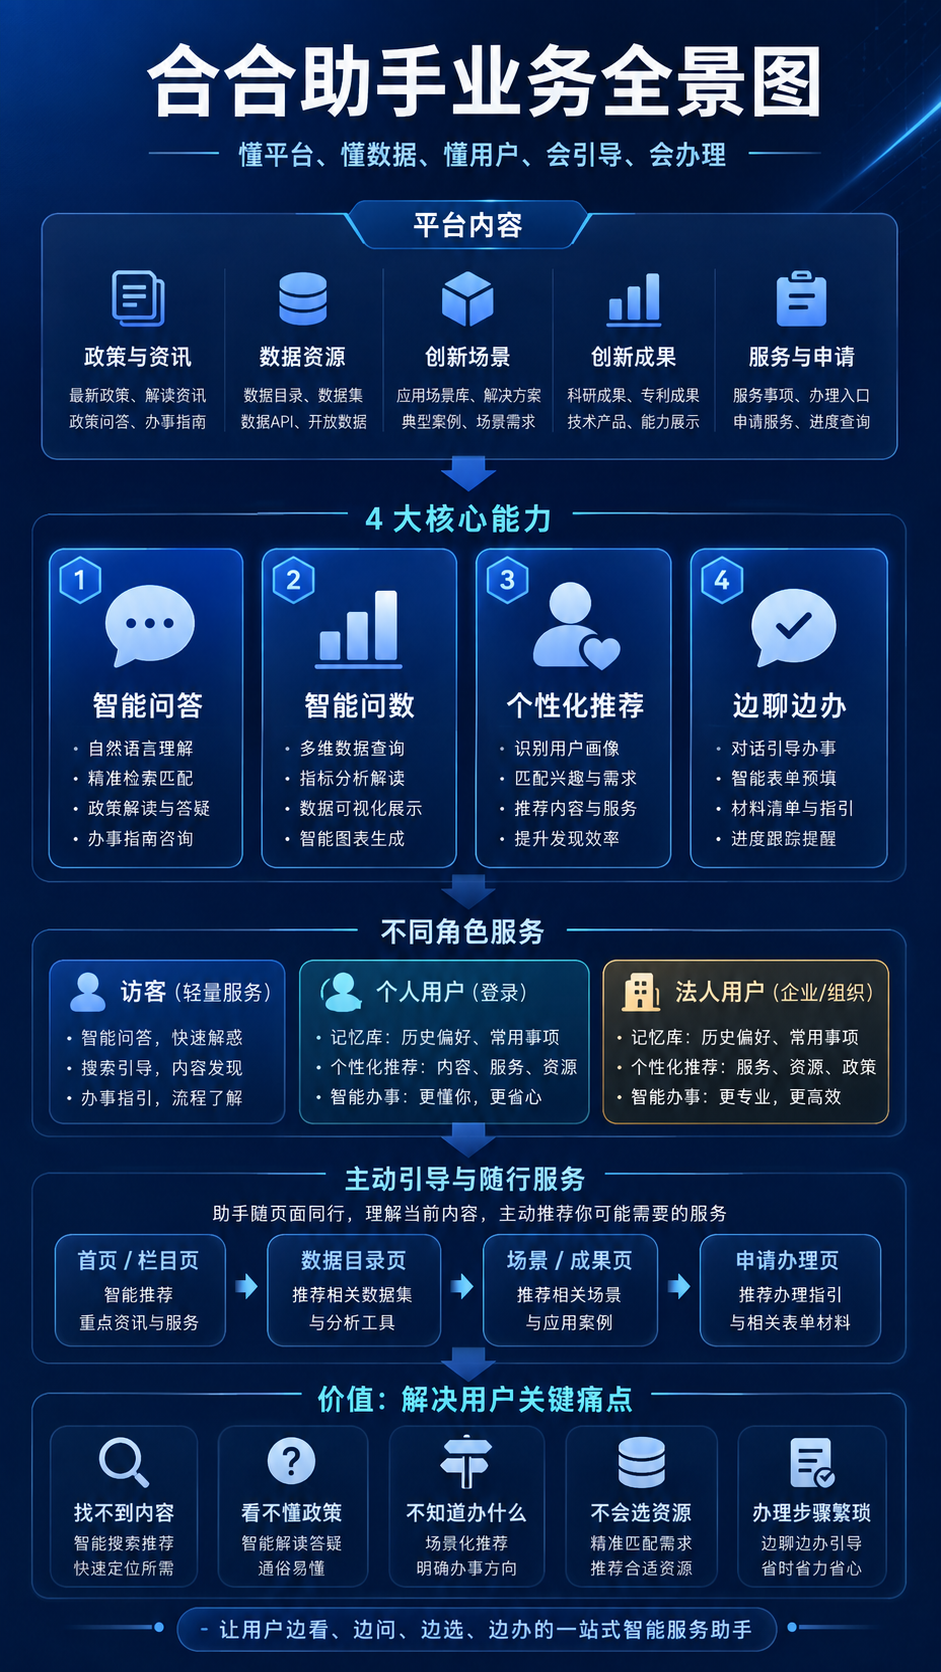 合合助手业务全景图
懂平台、懂数据、懂用户、会引导、会办理
平台内容
政策与资讯
最新政策、解读资讯
政策问答、办事指南
数据资源
数据目录、数据集
数据API、开放数据
创新场景
应用场景库、解决方案
典型案例、场景需求
创新成果
科研成果、专利成果
技术产品、能力展示
服务与申请
服务事项、办理入口
申请服务、进度查询
4 大核心能力
1
智能问答
• 自然语言理解
• 精准检索匹配
• 政策解读与答疑
• 办事指南咨询
2
智能问数
• 多维数据查询
• 指标分析解读
• 数据可视化展示
• 智能图表生成
3
个性化推荐
• 识别用户画像
• 匹配兴趣与需求
• 推荐内容与服务
• 提升发现效率
4
边聊边办
• 对话引导办事
• 智能表单预填
• 材料清单与指引
• 进度跟踪提醒
不同角色服务
访客（轻量服务）
• 智能问答，快速解惑
• 搜索引导，内容发现
• 办事指引，流程了解
个人用户（登录）
• 记忆库：历史偏好、常用事项
• 个性化推荐：内容、服务、资源
• 智能办事：更懂你，更省心
法人用户（企业/组织）
• 记忆库：历史偏好、常用事项
• 个性化推荐：服务、资源、政策
• 智能办事：更专业，更高效
主动引导与随行服务
助手随页面同行，理解当前内容，主动推荐你可能需要的服务
首页 / 栏目页
智能推荐
重点资讯与服务
数据目录页
推荐相关数据集
与分析工具
场景 / 成果页
推荐相关场景
与应用案例
申请办理页
推荐办理指引
与相关表单材料
价值：解决用户关键痛点
找不到内容
智能搜索推荐
快速定位所需
?
看不懂政策
智能解读答疑
通俗易懂
不知道办什么
场景化推荐
明确办事方向
不会选资源
精准匹配需求
推荐合适资源
办理步骤繁琐
边聊边办引导
省时省力省心
- 让用户边看、边问、边选、边办的一站式智能服务助手